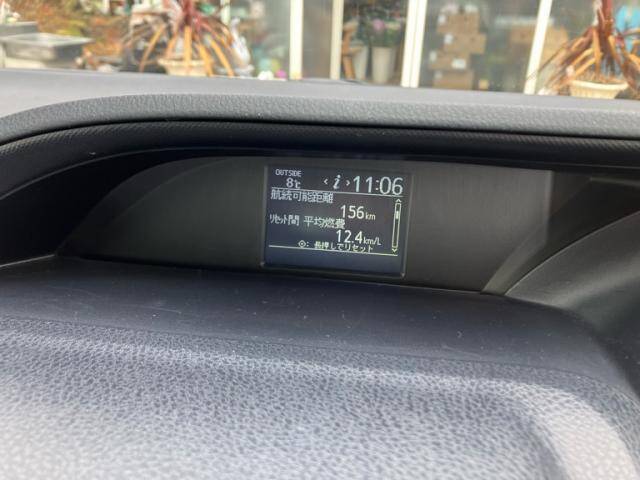 OUTSIDE
8℃ <i> 11:06
航続可能距離
156km
リセット間 平均燃費
12.4km/L
: 長押しでリセット